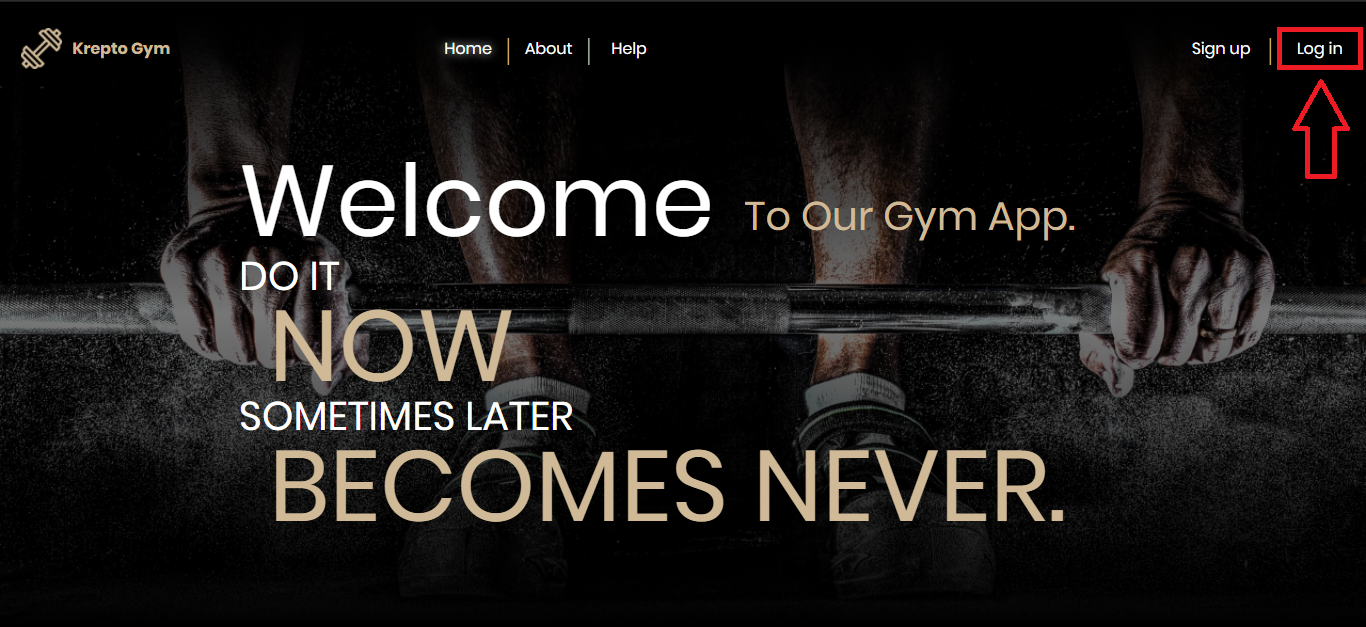 Krepto Gym
Home About Help
Sign up Log in
Welcome To Our Gym App.
DO IT
NOW
SOMETIMES LATER
BECOMES NEVER.